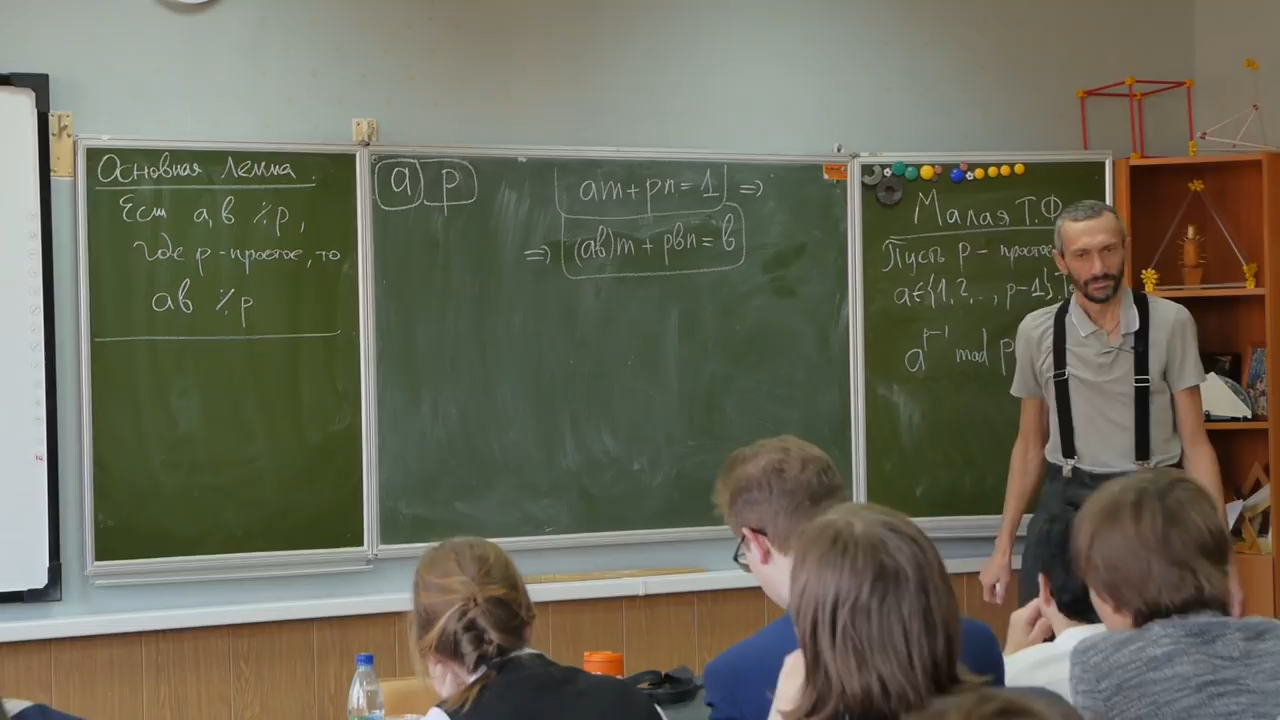 Основная Лемма.
Если a, b ⁒ p,
где p - простое, то
ab ⁒ p
a p
am + pn = 1 ⇒
⇒ (ab)m + pbn = b
Малая Т.Ф
Пусть p - простое
a ∈ {1, 2, .., p-1}.
a^{p-1} mod p